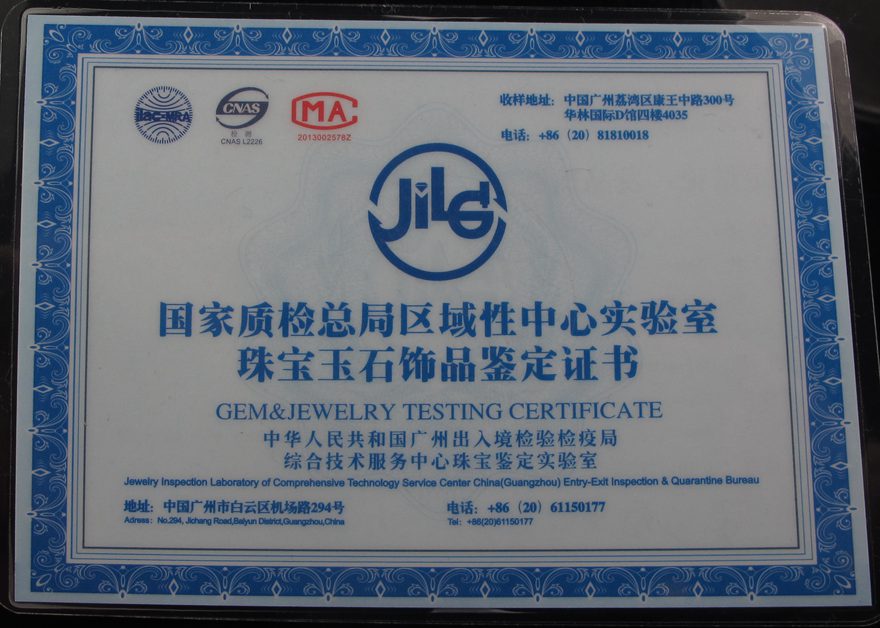 ilac-MRA
CNAS
检 测
CNAS L2226
MA
2013002578Z
收样地址：中国广州荔湾区康王中路300号
华林国际D馆四楼4035
电话：+86（20）81810018
JILG
国家质检总局区域性中心实验室
珠宝玉石饰品鉴定证书
GEM&JEWELRY TESTING CERTIFICATE
中华人民共和国广州出入境检验检疫局
综合技术服务中心珠宝鉴定实验室
Jewelry Inspection Laboratory of Comprehensive Technology Service Center China(Guangzhou) Entry-Exit Inspection & Quarantine Bureau
地址：中国广州市白云区机场路294号
Adress: No.294, Jichang Road,Baiyun District,Guangzhou,China
电话：+86（20）61150177
Tel: +86(20)61150177